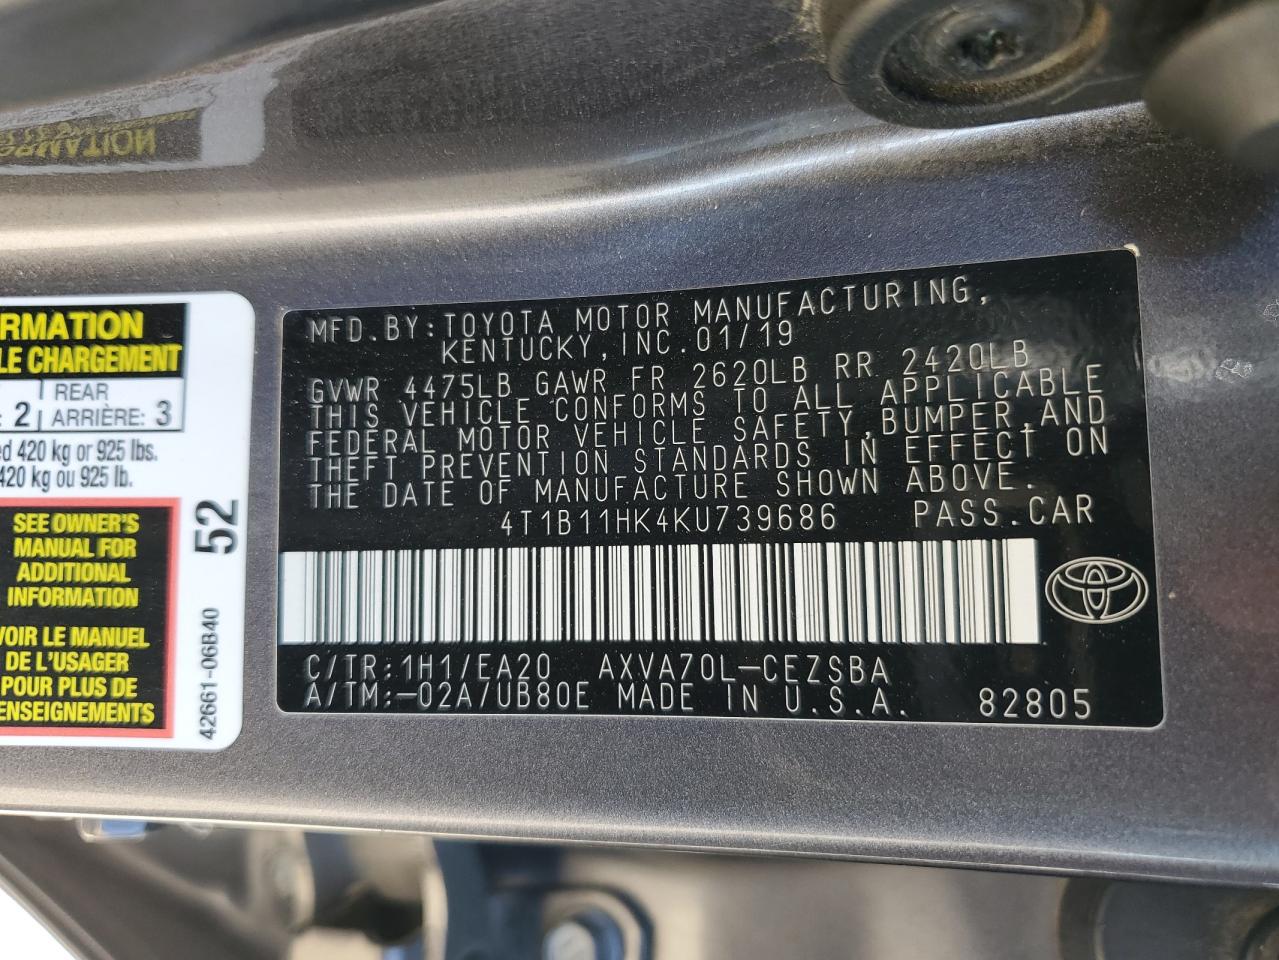 RMATION
LE CHARGEMENT
REAR
: 2 ARRIÈRE: 3
ed 420 kg or 925 lbs.
420 kg ou 925 lb.
SEE OWNER'S
MANUAL FOR
ADDITIONAL
INFORMATION
VOIR LE MANUEL
DE L'USAGER
POUR PLUS DE
ENSEIGNEMENTS
52
42661-06B40
MFD.BY:TOYOTA MOTOR MANUFACTURING,
KENTUCKY,INC.01/19
GVWR 4475LB GAWR FR 2620LB RR 2420LB
THIS VEHICLE CONFORMS TO ALL APPLICABLE
FEDERAL MOTOR VEHICLE SAFETY,BUMPER,AND
THEFT PREVENTION STANDARDS IN EFFECT ON
THE DATE OF MANUFACTURE SHOWN ABOVE.
4T1B11HK4KU739686 PASS.CAR
C/TR:1H1/EA20 AXVA70L-CEZSBA
A/TM:-02A/UB80E MADE IN U.S.A. 82805